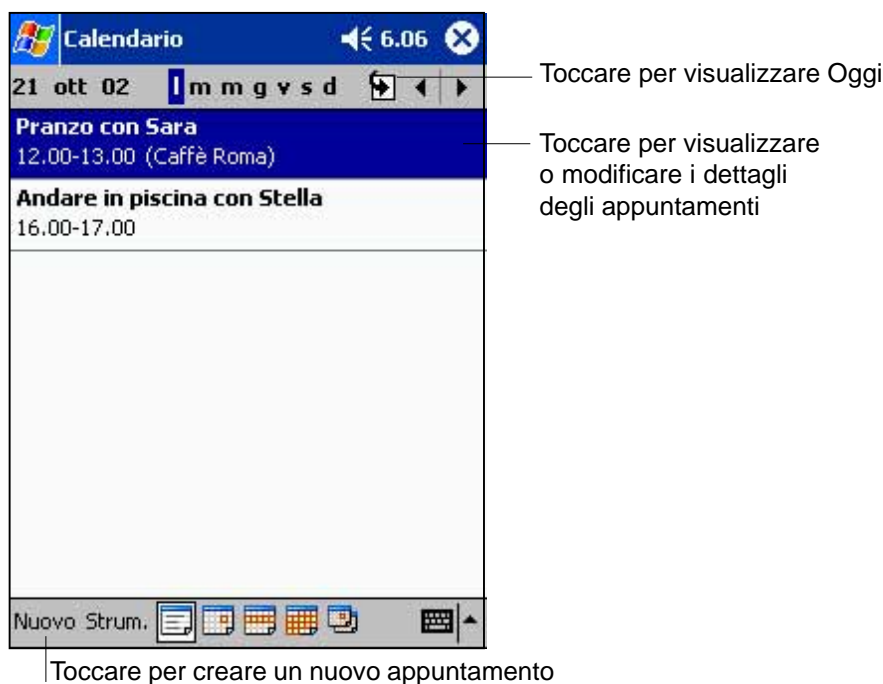 Calendario 6.06
21 ott 02 l m m g v s d
Toccare per visualizzare Oggi
Pranzo con Sara
12.00-13.00 (Caffè Roma)
Toccare per visualizzare
o modificare i dettagli
degli appuntamenti
Andare in piscina con Stella
16.00-17.00
Nuovo Strum.
Toccare per creare un nuovo appuntamento